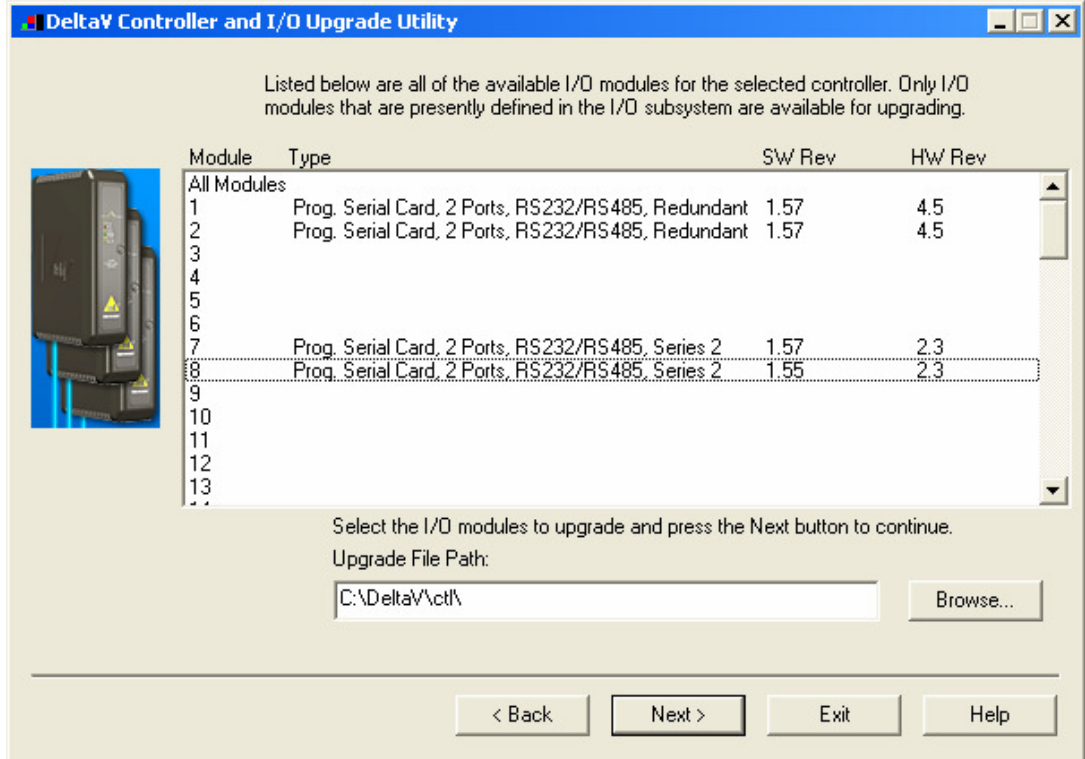 DeltaV Controller and I/O Upgrade Utility
Listed below are all of the available I/O modules for the selected controller. Only I/O
modules that are presently defined in the I/O subsystem are available for upgrading.
Module Type SW Rev HW Rev
All Modules
1 Prog. Serial Card, 2 Ports, RS232/RS485, Redundant 1.57 4.5
2 Prog. Serial Card, 2 Ports, RS232/RS485, Redundant 1.57 4.5
3
4
5
6
7 Prog. Serial Card, 2 Ports, RS232/RS485, Series 2 1.57 2.3
8 Prog. Serial Card, 2 Ports, RS232/RS485, Series 2 1.55 2.3
9
10
11
12
13
Select the I/O modules to upgrade and press the Next button to continue.
Upgrade File Path:
C:\DeltaV\ctl\
Browse...
< Back Next > Exit Help